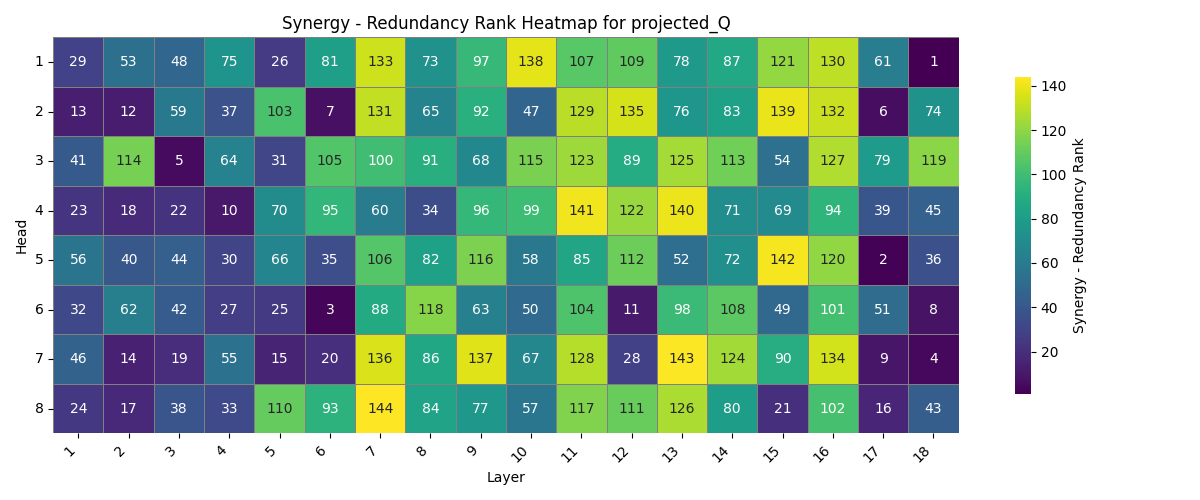 Synergy - Redundancy Rank Heatmap for projected_Q
1 29 53 48 75 26 81 133 73 97 138 107 109 78 87 121 130 61 1
2 13 12 59 37 103 7 131 65 92 47 129 135 76 83 139 132 6 74
3 41 114 5 64 31 105 100 91 68 115 123 89 125 113 54 127 79 119
4 23 18 22 10 70 95 60 34 96 99 141 122 140 71 69 94 39 45
5 56 40 44 30 66 35 106 82 116 58 85 112 52 72 142 120 2 36
6 32 62 42 27 25 3 88 118 63 50 104 11 98 108 49 101 51 8
7 46 14 19 55 15 20 136 86 137 67 128 28 143 124 90 134 9 4
8 24 17 38 33 110 93 144 84 77 57 117 111 126 80 21 102 16 43
1 2 3 4 5 6 7 8 9 10 11 12 13 14 15 16 17 18
Layer
Head
140
120
100
80
60
40
20
Synergy - Redundancy Rank